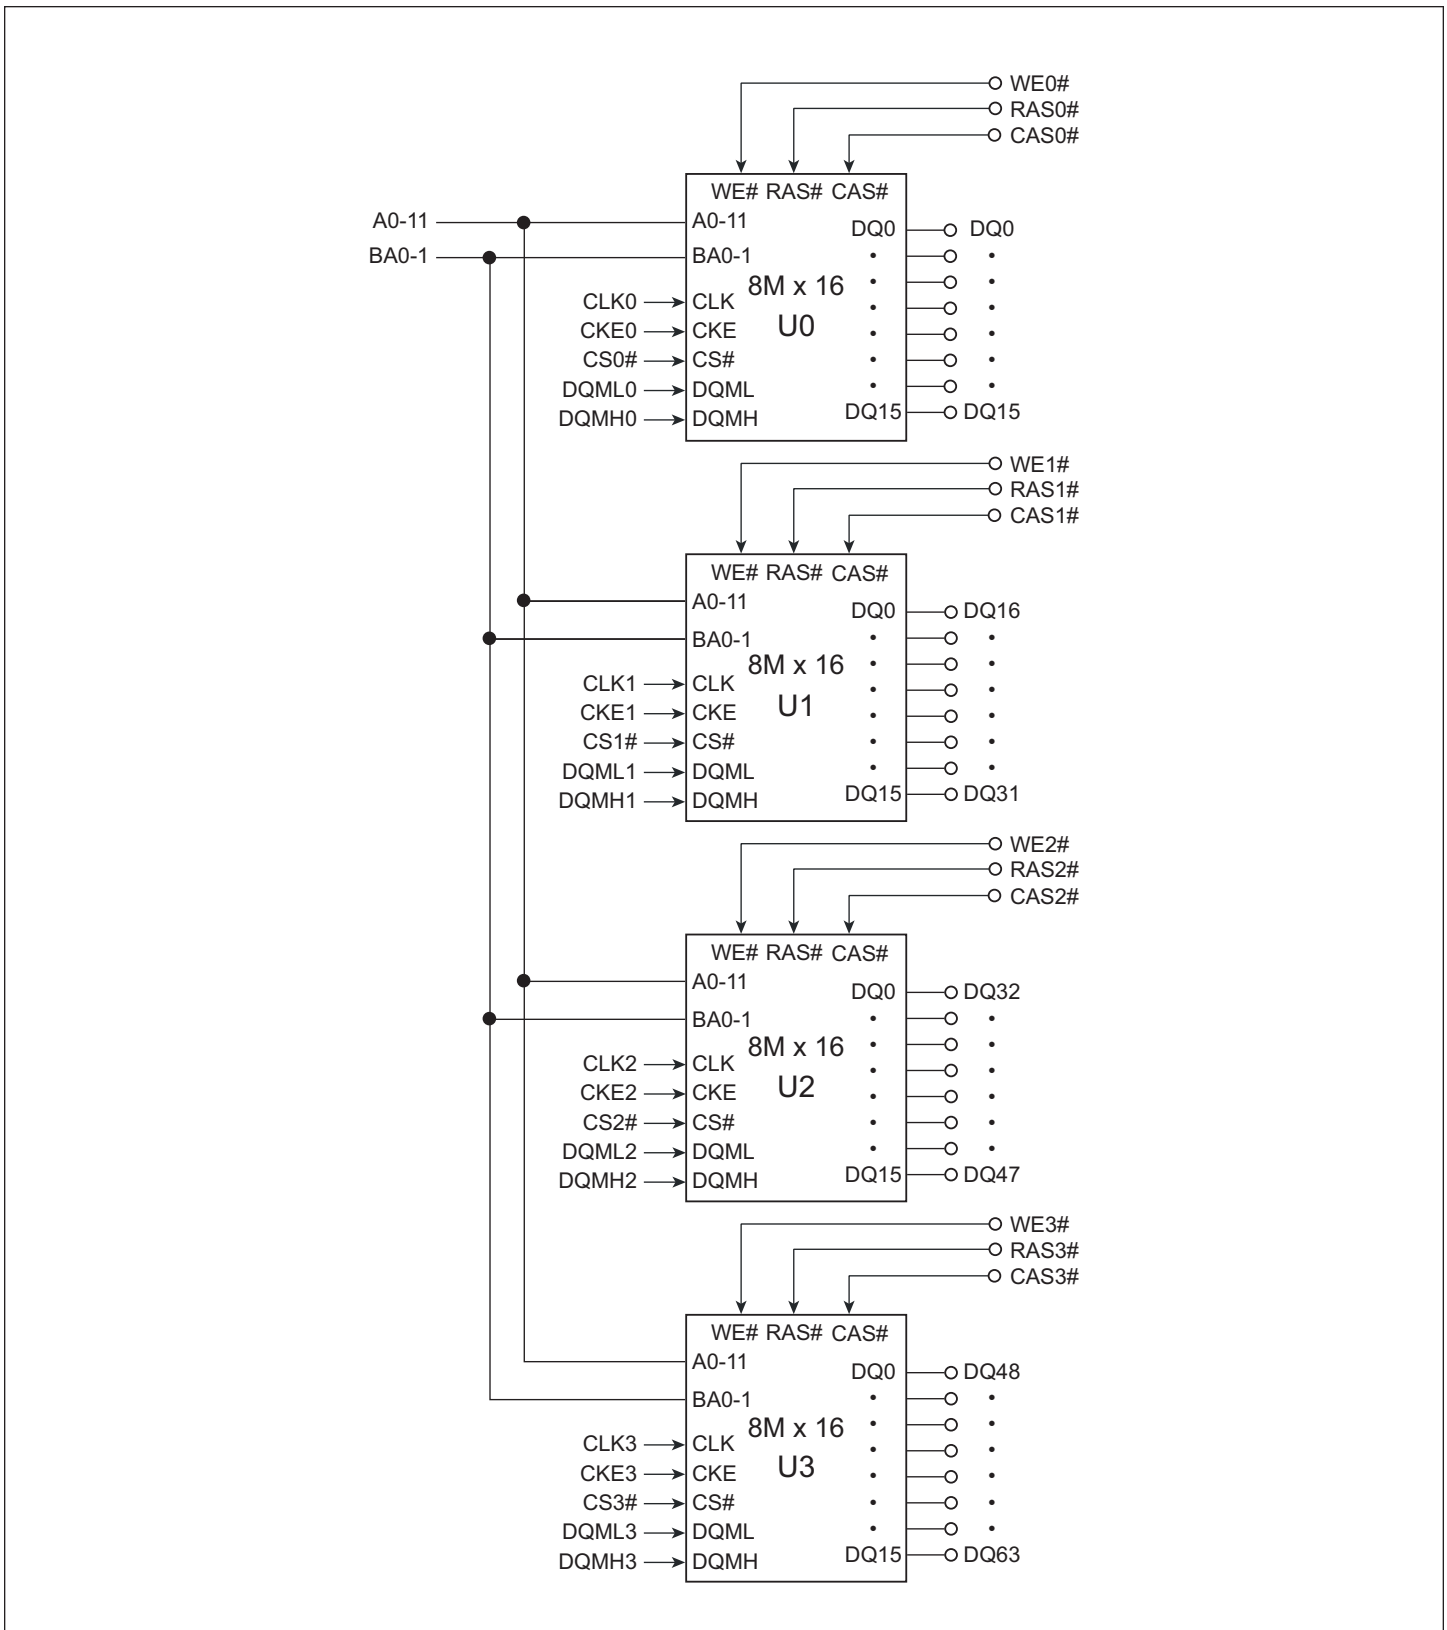 WE0#
RAS0#
CAS0#
WE# RAS# CAS#
A0-11 A0-11 DQ0 DQ0
BA0-1 BA0-1
8M x 16
CLK0 CLK
U0
CKE0 CKE
CS0# CS#
DQML0 DQML
DQMH0 DQMH DQ15 DQ15
WE1#
RAS1#
CAS1#
WE# RAS# CAS#
A0-11 DQ0 DQ16
BA0-1
8M x 16
CLK1 CLK
U1
CKE1 CKE
CS1# CS#
DQML1 DQML
DQMH1 DQMH DQ15 DQ31
WE2#
RAS2#
CAS2#
WE# RAS# CAS#
A0-11 DQ0 DQ32
BA0-1
8M x 16
CLK2 CLK
U2
CKE2 CKE
CS2# CS#
DQML2 DQML
DQMH2 DQMH DQ15 DQ47
WE3#
RAS3#
CAS3#
WE# RAS# CAS#
A0-11 DQ0 DQ48
BA0-1
8M x 16
CLK3 CLK
U3
CKE3 CKE
CS3# CS#
DQML3 DQML
DQMH3 DQMH DQ15 DQ63